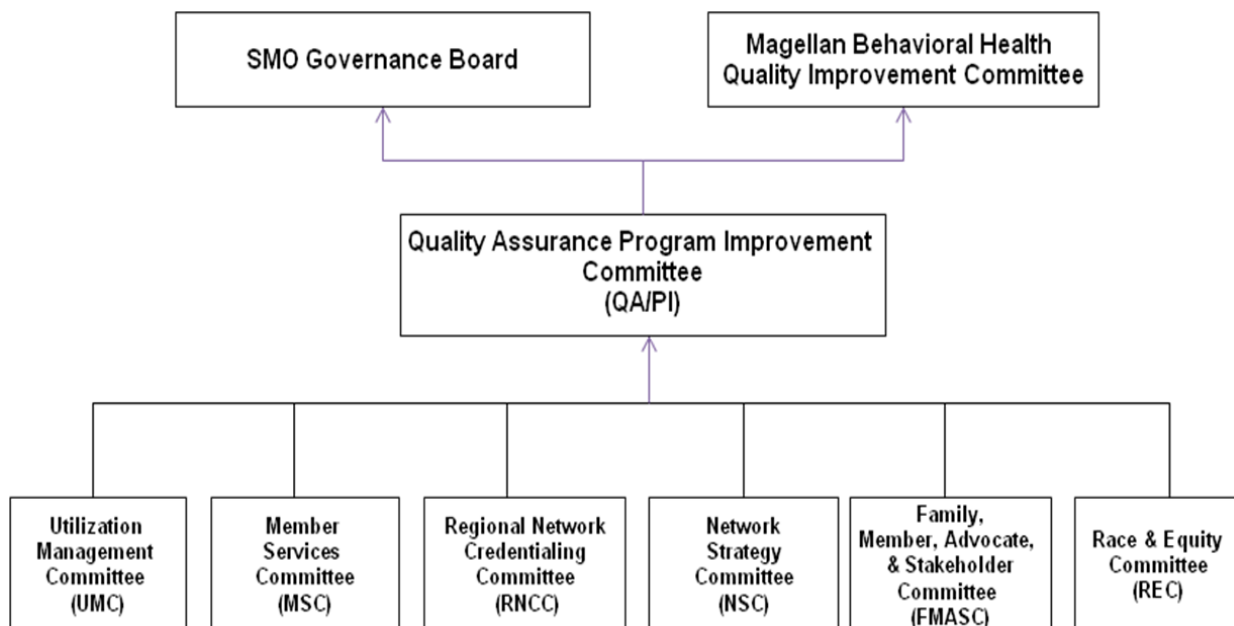 SMO Governance Board
Magellan Behavioral Health
Quality Improvement Committee
Quality Assurance Program Improvement
Committee
(QA/PI)
Utilization
Management
Committee
(UMC)
Member
Services
Committee
(MSC)
Regional Network
Credentialing
Committee
(RNCC)
Network
Strategy
Committee
(NSC)
Family,
Member, Advocate,
& Stakeholder
Committee
(FMASC)
Race & Equity
Committee
(REC)